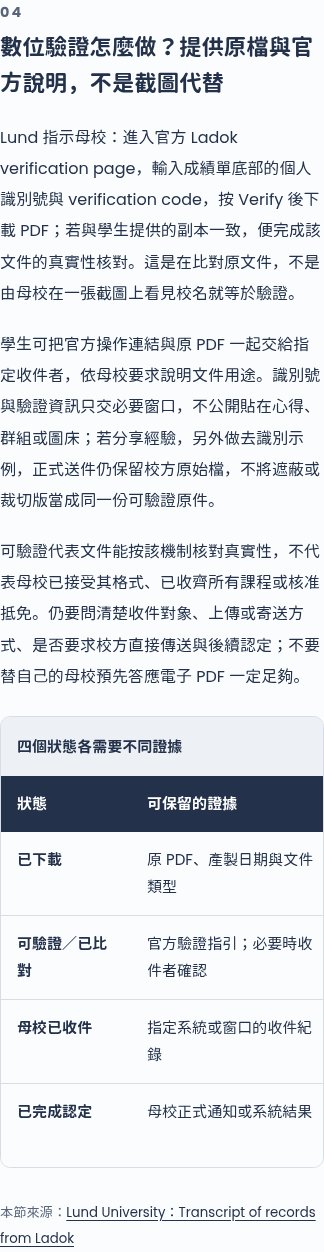 04
數位驗證怎麼做？提供原檔與官
方說明，不是截圖代替
Lund 指示母校：進入官方 Ladok
verification page，輸入成績單底部的個人
識別號與 verification code，按 Verify 後下
載 PDF；若與學生提供的副本一致，便完成該
文件的真實性核對。這是在比對原文件，不是
由母校在一張截圖上看見校名就等於驗證。
學生可把官方操作連結與原 PDF 一起交給指
定收件者，依母校要求說明文件用途。識別號
與驗證資訊只交必要窗口，不公開貼在心得、
群組或圖床；若分享經驗，另外做去識別示
例，正式送件仍保留校方原始檔，不將遮蔽或
裁切版當成同一份可驗證原件。
可驗證代表文件能按該機制核對真實性，不代
表母校已接受其格式、已收齊所有課程或核准
抵免。仍要問清楚收件對象、上傳或寄送方
式、是否要求校方直接傳送與後續認定；不要
替自己的母校預先答應電子 PDF 一定足夠。
四個狀態各需要不同證據
狀態 可保留的證據
已下載 原 PDF、產製日期與文件
類型
可驗證／已比 官方驗證指引；必要時收
對 件者確認
母校已收件 指定系統或窗口的收件紀
錄
已完成認定 母校正式通知或系統結果
本節來源：Lund University：Transcript of records
from Ladok